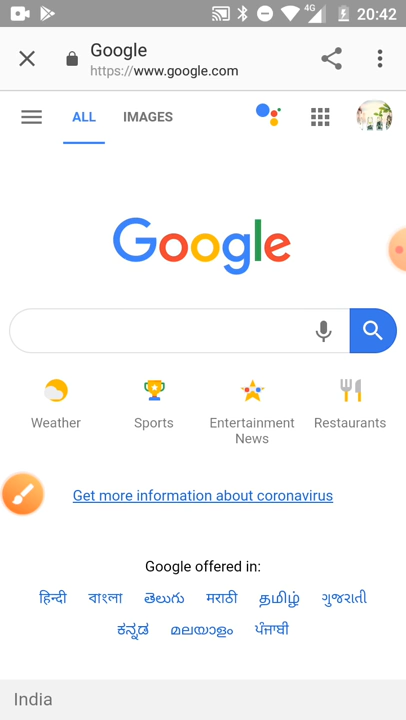 4G 20:42
Google
https://www.google.com
ALL IMAGES
Google
Weather Sports Entertainment News Restaurants
Get more information about coronavirus
Google offered in:
हिन्दी বাংলা తెలుగు मराठी தமிழ் ગુજરાતી
ಕನ್ನಡ മലയാളം ਪੰਜਾਬੀ
India